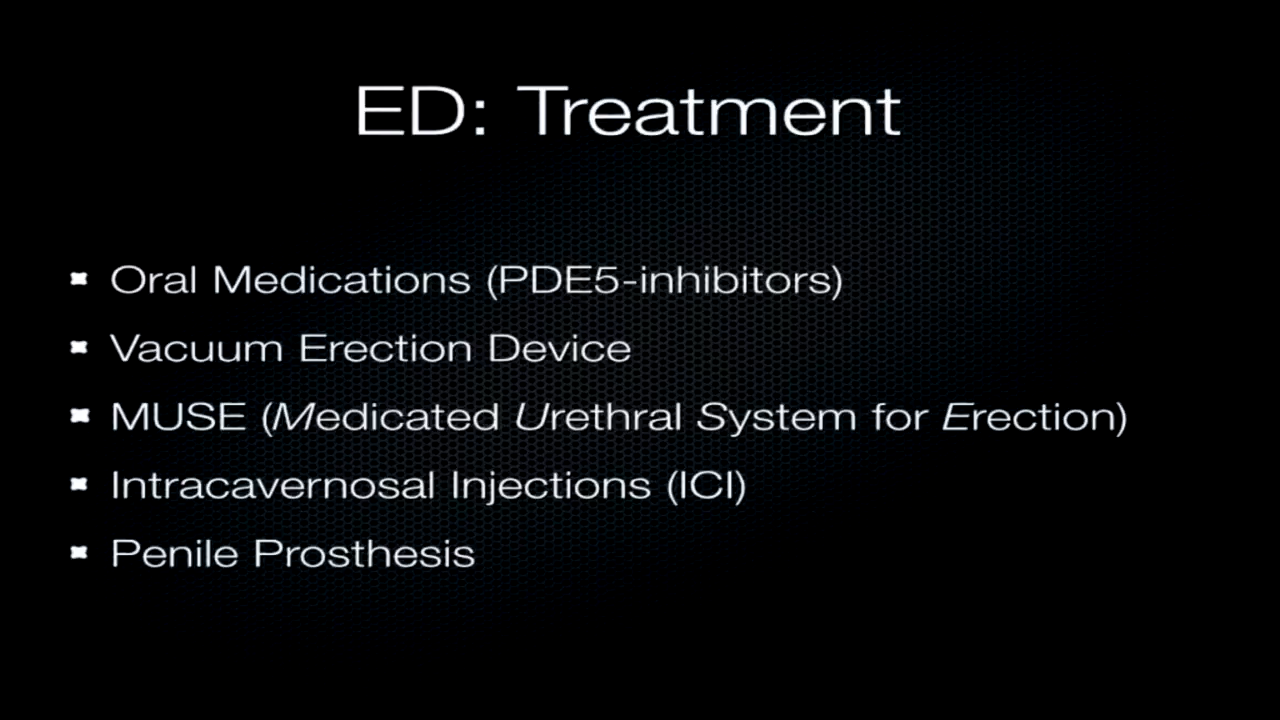 ED: Treatment
Oral Medications (PDE5-inhibitors)
Vacuum Erection Device
MUSE (Medicated Urethral System for Erection)
Intracavernosal Injections (ICI)
Penile Prosthesis